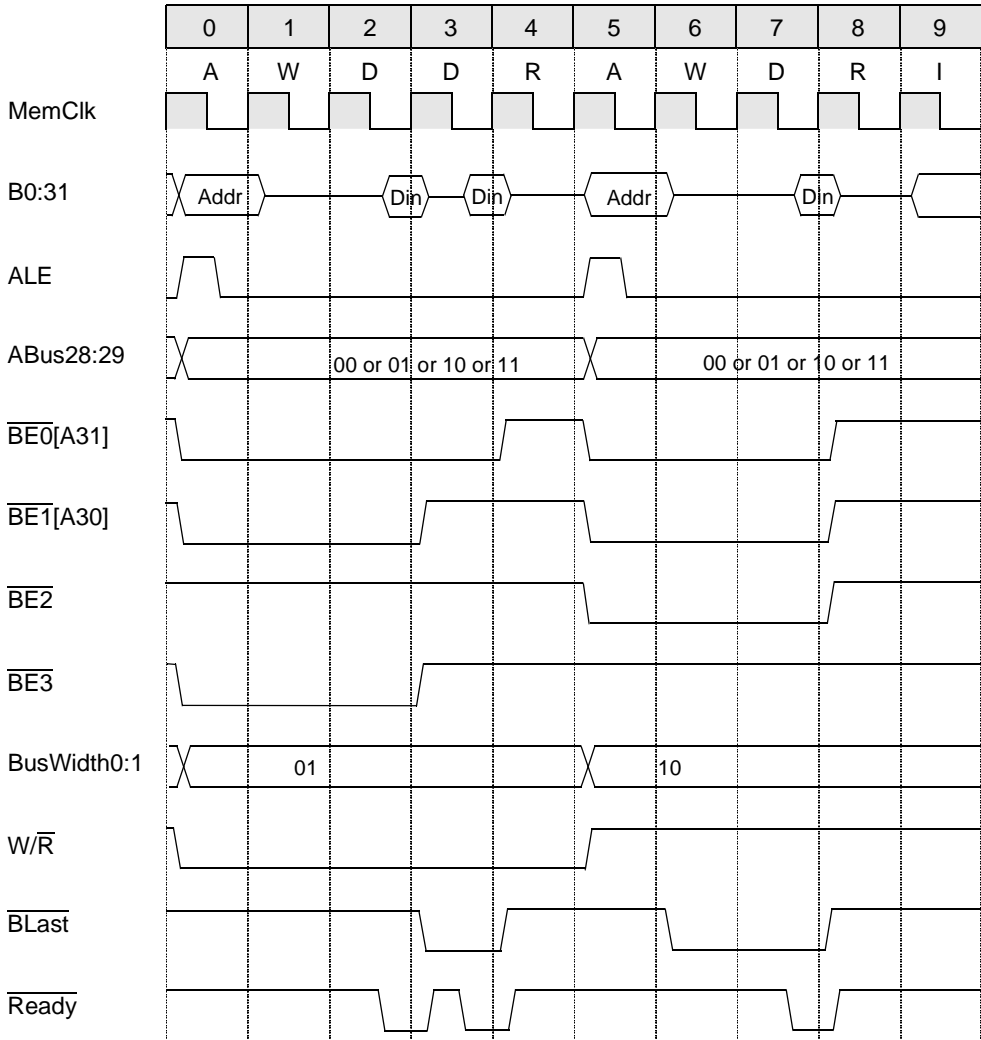 0 1 2 3 4 5 6 7 8 9
A W D D R A W D R I
MemClk
B0:31 Addr Din Din Addr Din
ALE
ABus28:29 00 or 01 or 10 or 11 00 or 01 or 10 or 11
BE0[A31]
BE1[A30]
BE2
BE3
BusWidth0:1 01 10
W/R
BLast
Ready